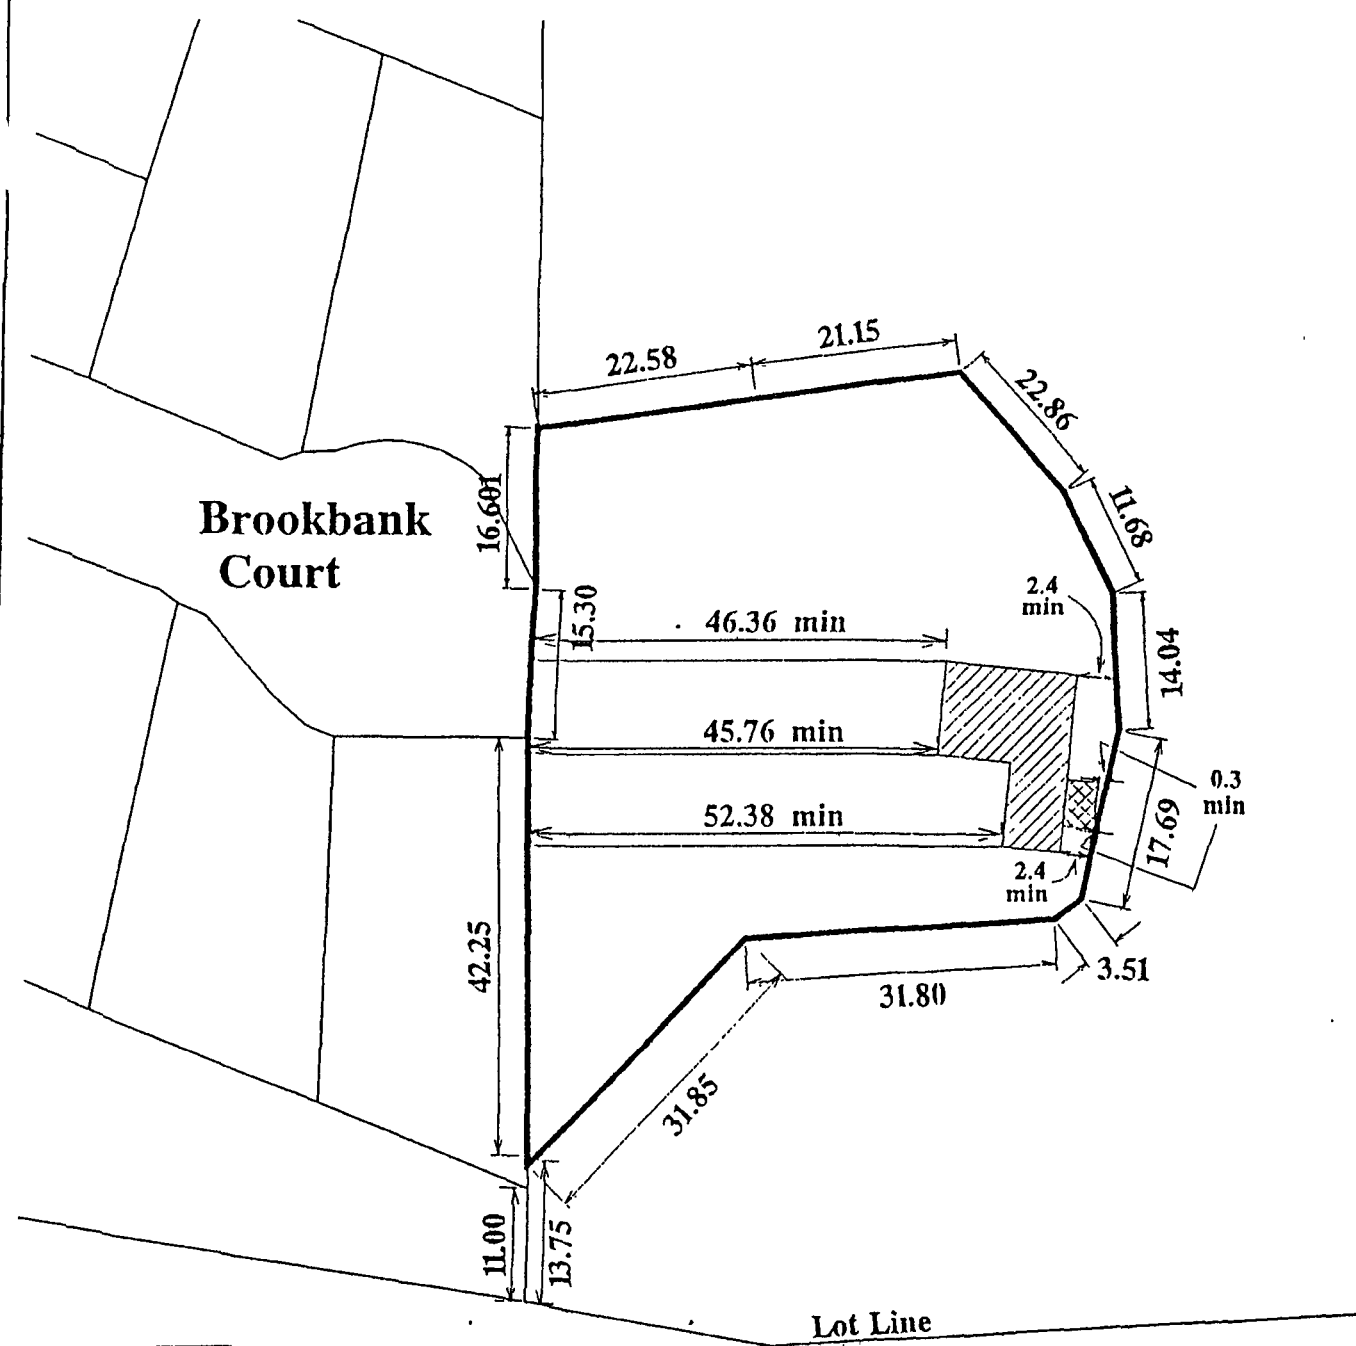 21.15
22.58
22.86
16.601
11.68
Brookbank
Court
2.4
min
15.30
46.36 min
14.04
45.76 min
0.3
min
52.38 min
17.69
2.4
min
42.25
3.51
31.80
31.85
11.00
13.75
Lot Line